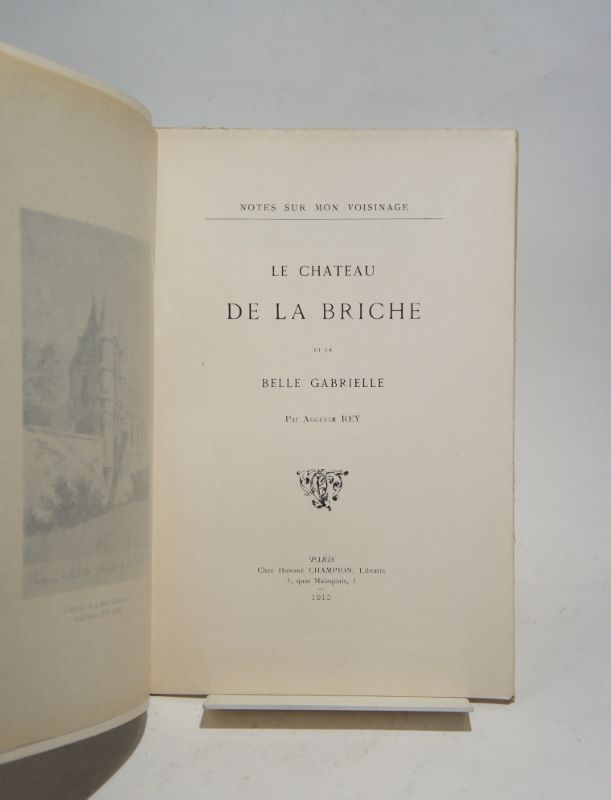 NOTES SUR MON VOISINAGE
LE CHATEAU
DE LA BRICHE
ET LA
BELLE GABRIELLE
Par Auguste REY
PARIS
Chez Honoré CHAMPION, Libraire
5, quai Malaquais, 5
1910